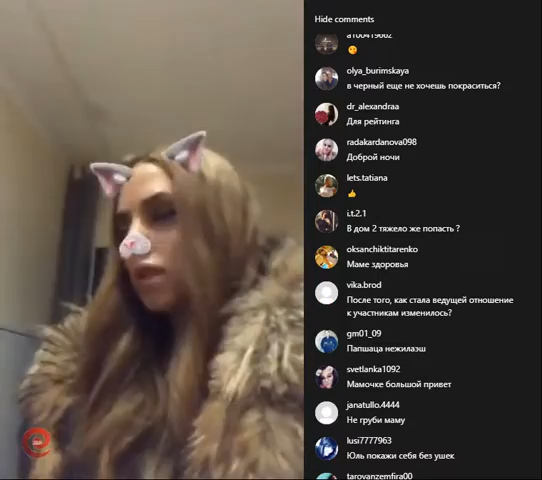 Hide comments
a100419662
olya_burimskaya
в черный еще не хочешь покраситься?
dr_alexandraa
Для рейтинга
radakardanova098
Доброй ночи
lets.tatiana
i.t.2.1
В дом 2 тяжело же попасть ?
oksanchiktitarenko
Маме здоровья
vika.brod
После того, как стала ведущей отношение
к участникам изменилось?
gm01_09
Папшаца нежилаэш
svetlanka1092
Мамочке большой привет
janatullo.4444
Не груби маму
lusi7777963
Юль покажи себя без ушек
tarovanzemfira00